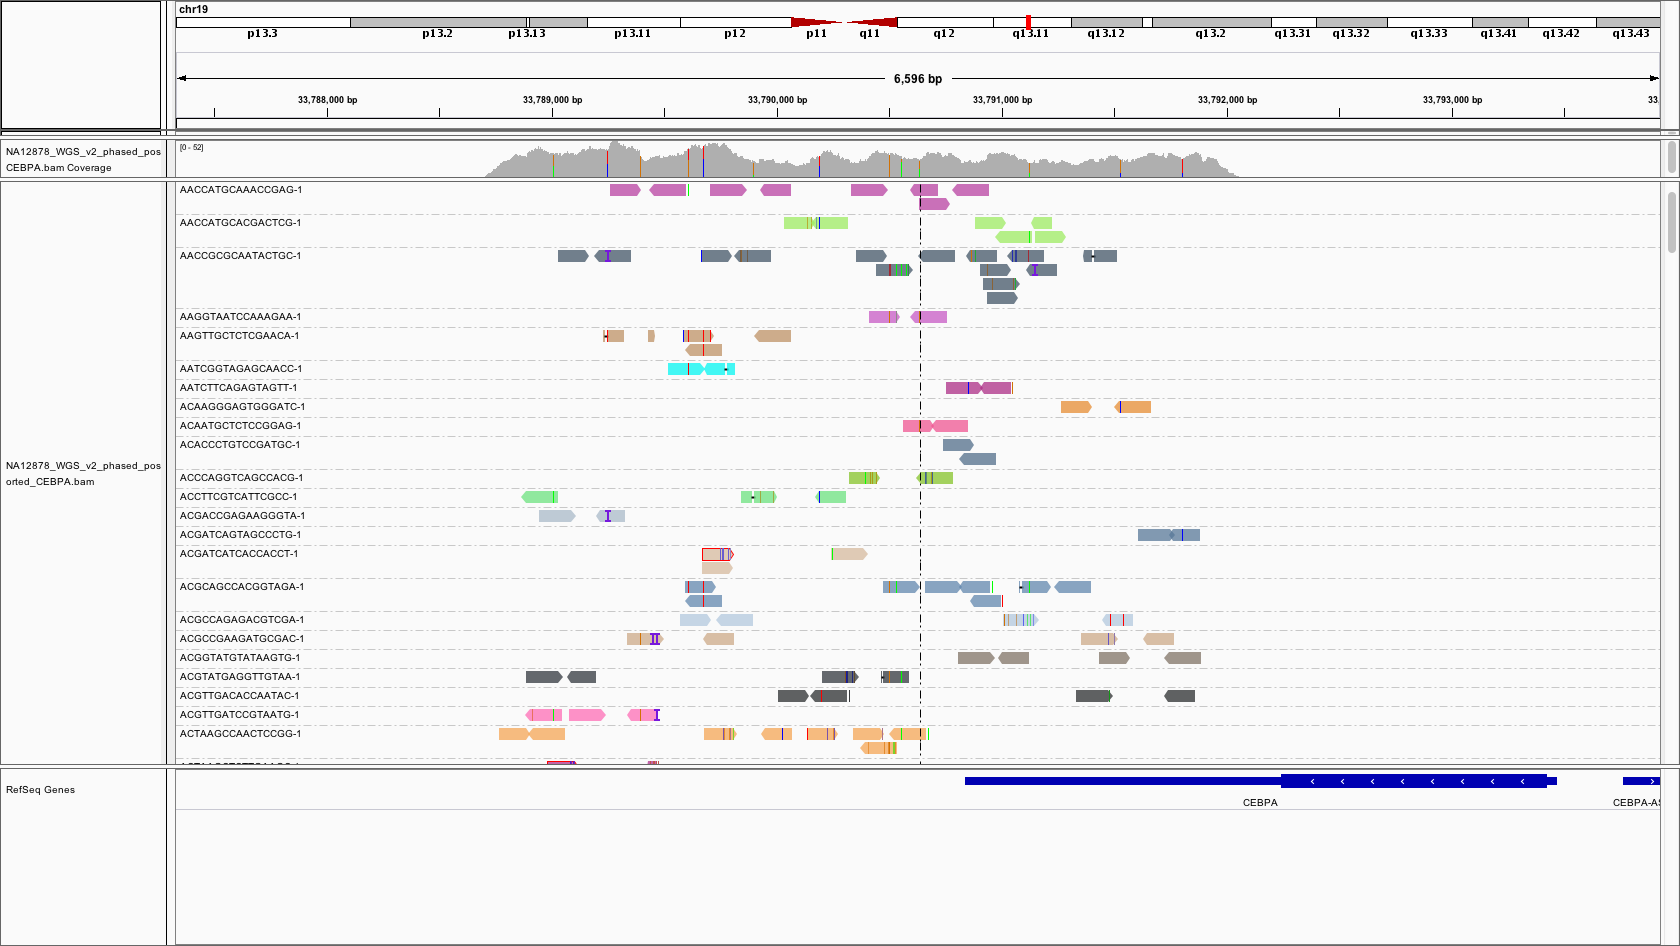 chr19
p13.3 p13.2 p13.13 p13.11 p12 p11 q11 q12 q13.11 q13.12 q13.2 q13.31 q13.32 q13.33 q13.41 q13.42 q13.43
6,596 bp
33,788,000 bp 33,789,000 bp 33,790,000 bp 33,791,000 bp 33,792,000 bp 33,793,000 bp 33,
NA12878_WGS_v2_phased_pos
CEBPA.bam Coverage
[0 - 52]
AACCATGCAAACCGAG-1
AACCATGCACGACTCG-1
AACCGCGCAATACTGC-1
AAGGTAATCCAAAGAA-1
AAGTTGCTCTCGAACA-1
AATCGGTAGAGCAACC-1
AATCTTCAGAGTAGTT-1
ACAAGGGAGTGGGATC-1
ACAATGCTCTCCGGAG-1
ACACCCTGTCCGATGC-1
NA12878_WGS_v2_phased_pos
orted_CEBPA.bam
ACCCAGGTCAGCCACG-1
ACCTTCGTCATTCGCC-1
ACGACCGAGAAGGGTA-1
ACGATCAGTAGCCCTG-1
ACGATCATCACCACCT-1
ACGCAGCCACGGTAGA-1
ACGCCAGAGACGTCGA-1
ACGCCGAAGATGCGAC-1
ACGGTATGTATAAGTG-1
ACGTATGAGGTTGTAA-1
ACGTTGACACCAATAC-1
ACGTTGATCCGTAATG-1
ACTAAGCCAACTCCGG-1
RefSeq Genes
CEBPA CEBPA-AS